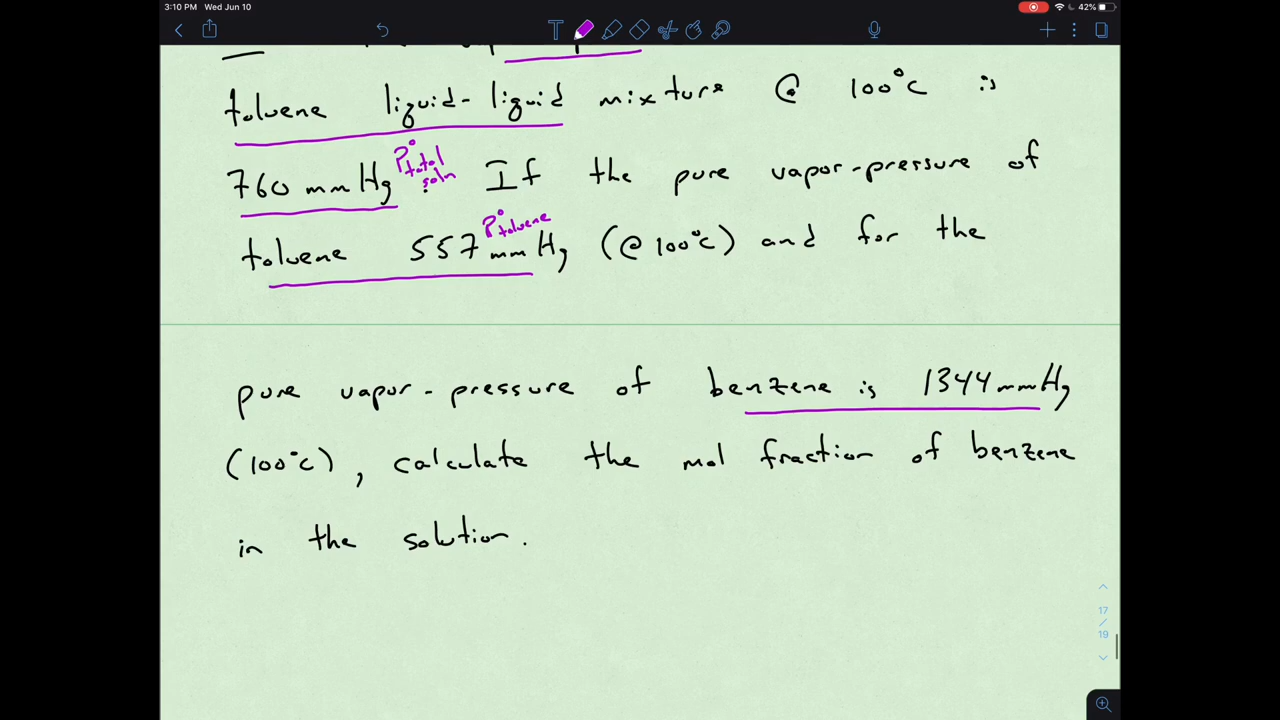 3:10 PM Wed Jun 10
42%
toluene liquid-liquid mixture @ 100°C is
760 mmHg P°total soln. If the pure vapor-pressure of
toluene 557 mmHg P°toluene (@ 100°C) and for the
pure vapor-pressure of benzene is 1344 mmHg
(100°C), calculate the mol fraction of benzene
in the solution.
17
/
19